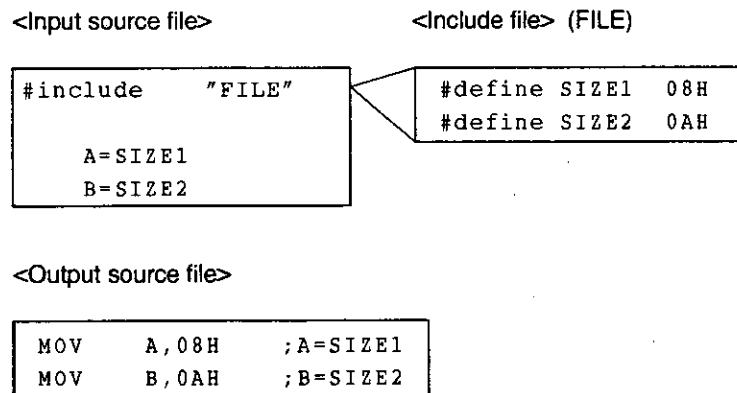 <Input source file>
<Include file> (FILE)
#include "FILE"
A=SIZE1
B=SIZE2
#define SIZE1 08H
#define SIZE2 0AH
<Output source file>
MOV A,08H ;A=SIZE1
MOV B,0AH ;B=SIZE2